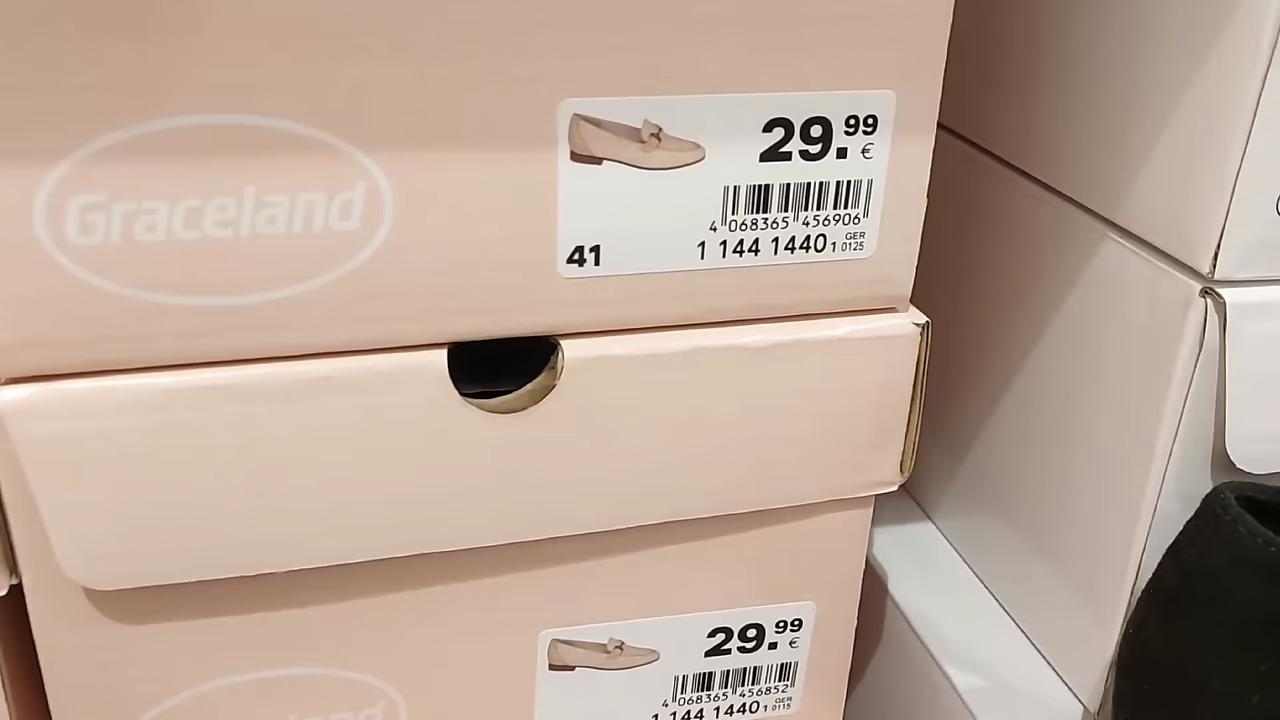 Graceland
29.99 €
4 068365 456906
41
1 144 1440 1 GER 0125
29.99 €
4 068365 456852
1 144 1440 1 GER 0115